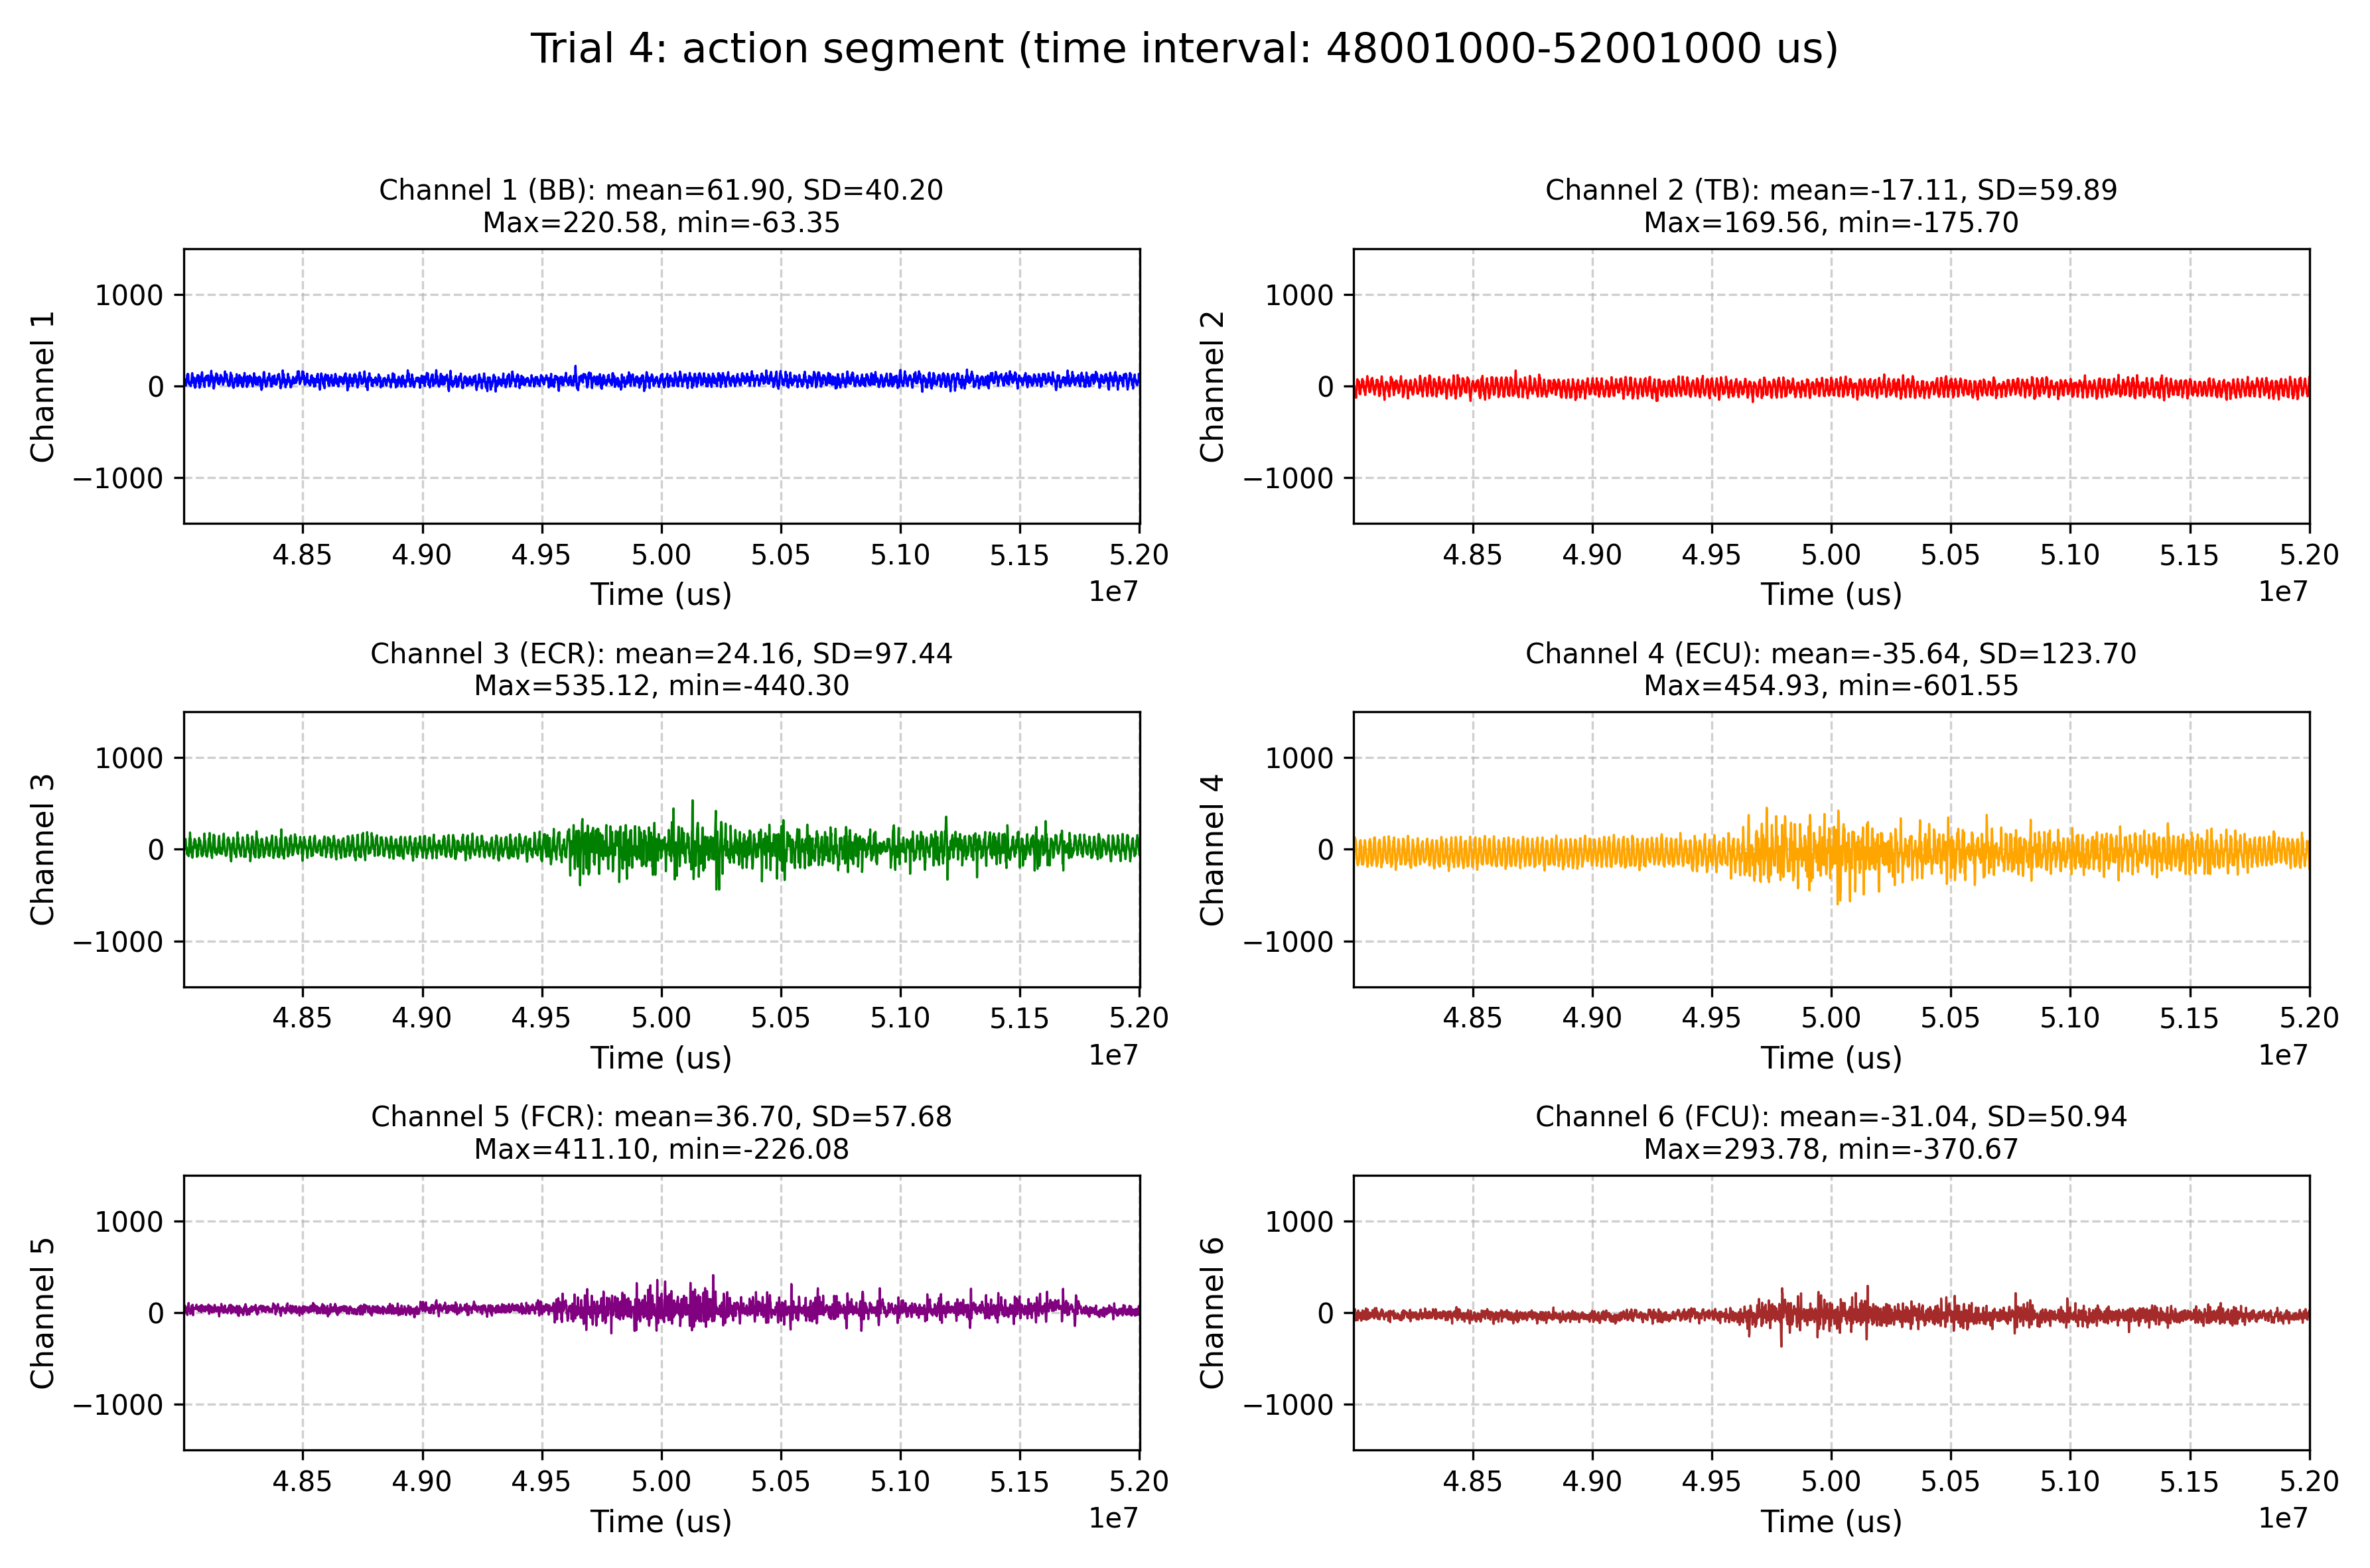 Trial 4: action segment (time interval: 48001000-52001000 us)
Channel 1 (BB): mean=61.90, SD=40.20
Max=220.58, min=-63.35
Channel 1
1000
0
−1000
4.85 4.90 4.95 5.00 5.05 5.10 5.15 5.20
Time (us)
1e7
Channel 2 (TB): mean=-17.11, SD=59.89
Max=169.56, min=-175.70
Channel 2
1000
0
−1000
4.85 4.90 4.95 5.00 5.05 5.10 5.15 5.20
Time (us)
1e7
Channel 3 (ECR): mean=24.16, SD=97.44
Max=535.12, min=-440.30
Channel 3
1000
0
−1000
4.85 4.90 4.95 5.00 5.05 5.10 5.15 5.20
Time (us)
1e7
Channel 4 (ECU): mean=-35.64, SD=123.70
Max=454.93, min=-601.55
Channel 4
1000
0
−1000
4.85 4.90 4.95 5.00 5.05 5.10 5.15 5.20
Time (us)
1e7
Channel 5 (FCR): mean=36.70, SD=57.68
Max=411.10, min=-226.08
Channel 5
1000
0
−1000
4.85 4.90 4.95 5.00 5.05 5.10 5.15 5.20
Time (us)
1e7
Channel 6 (FCU): mean=-31.04, SD=50.94
Max=293.78, min=-370.67
Channel 6
1000
0
−1000
4.85 4.90 4.95 5.00 5.05 5.10 5.15 5.20
Time (us)
1e7